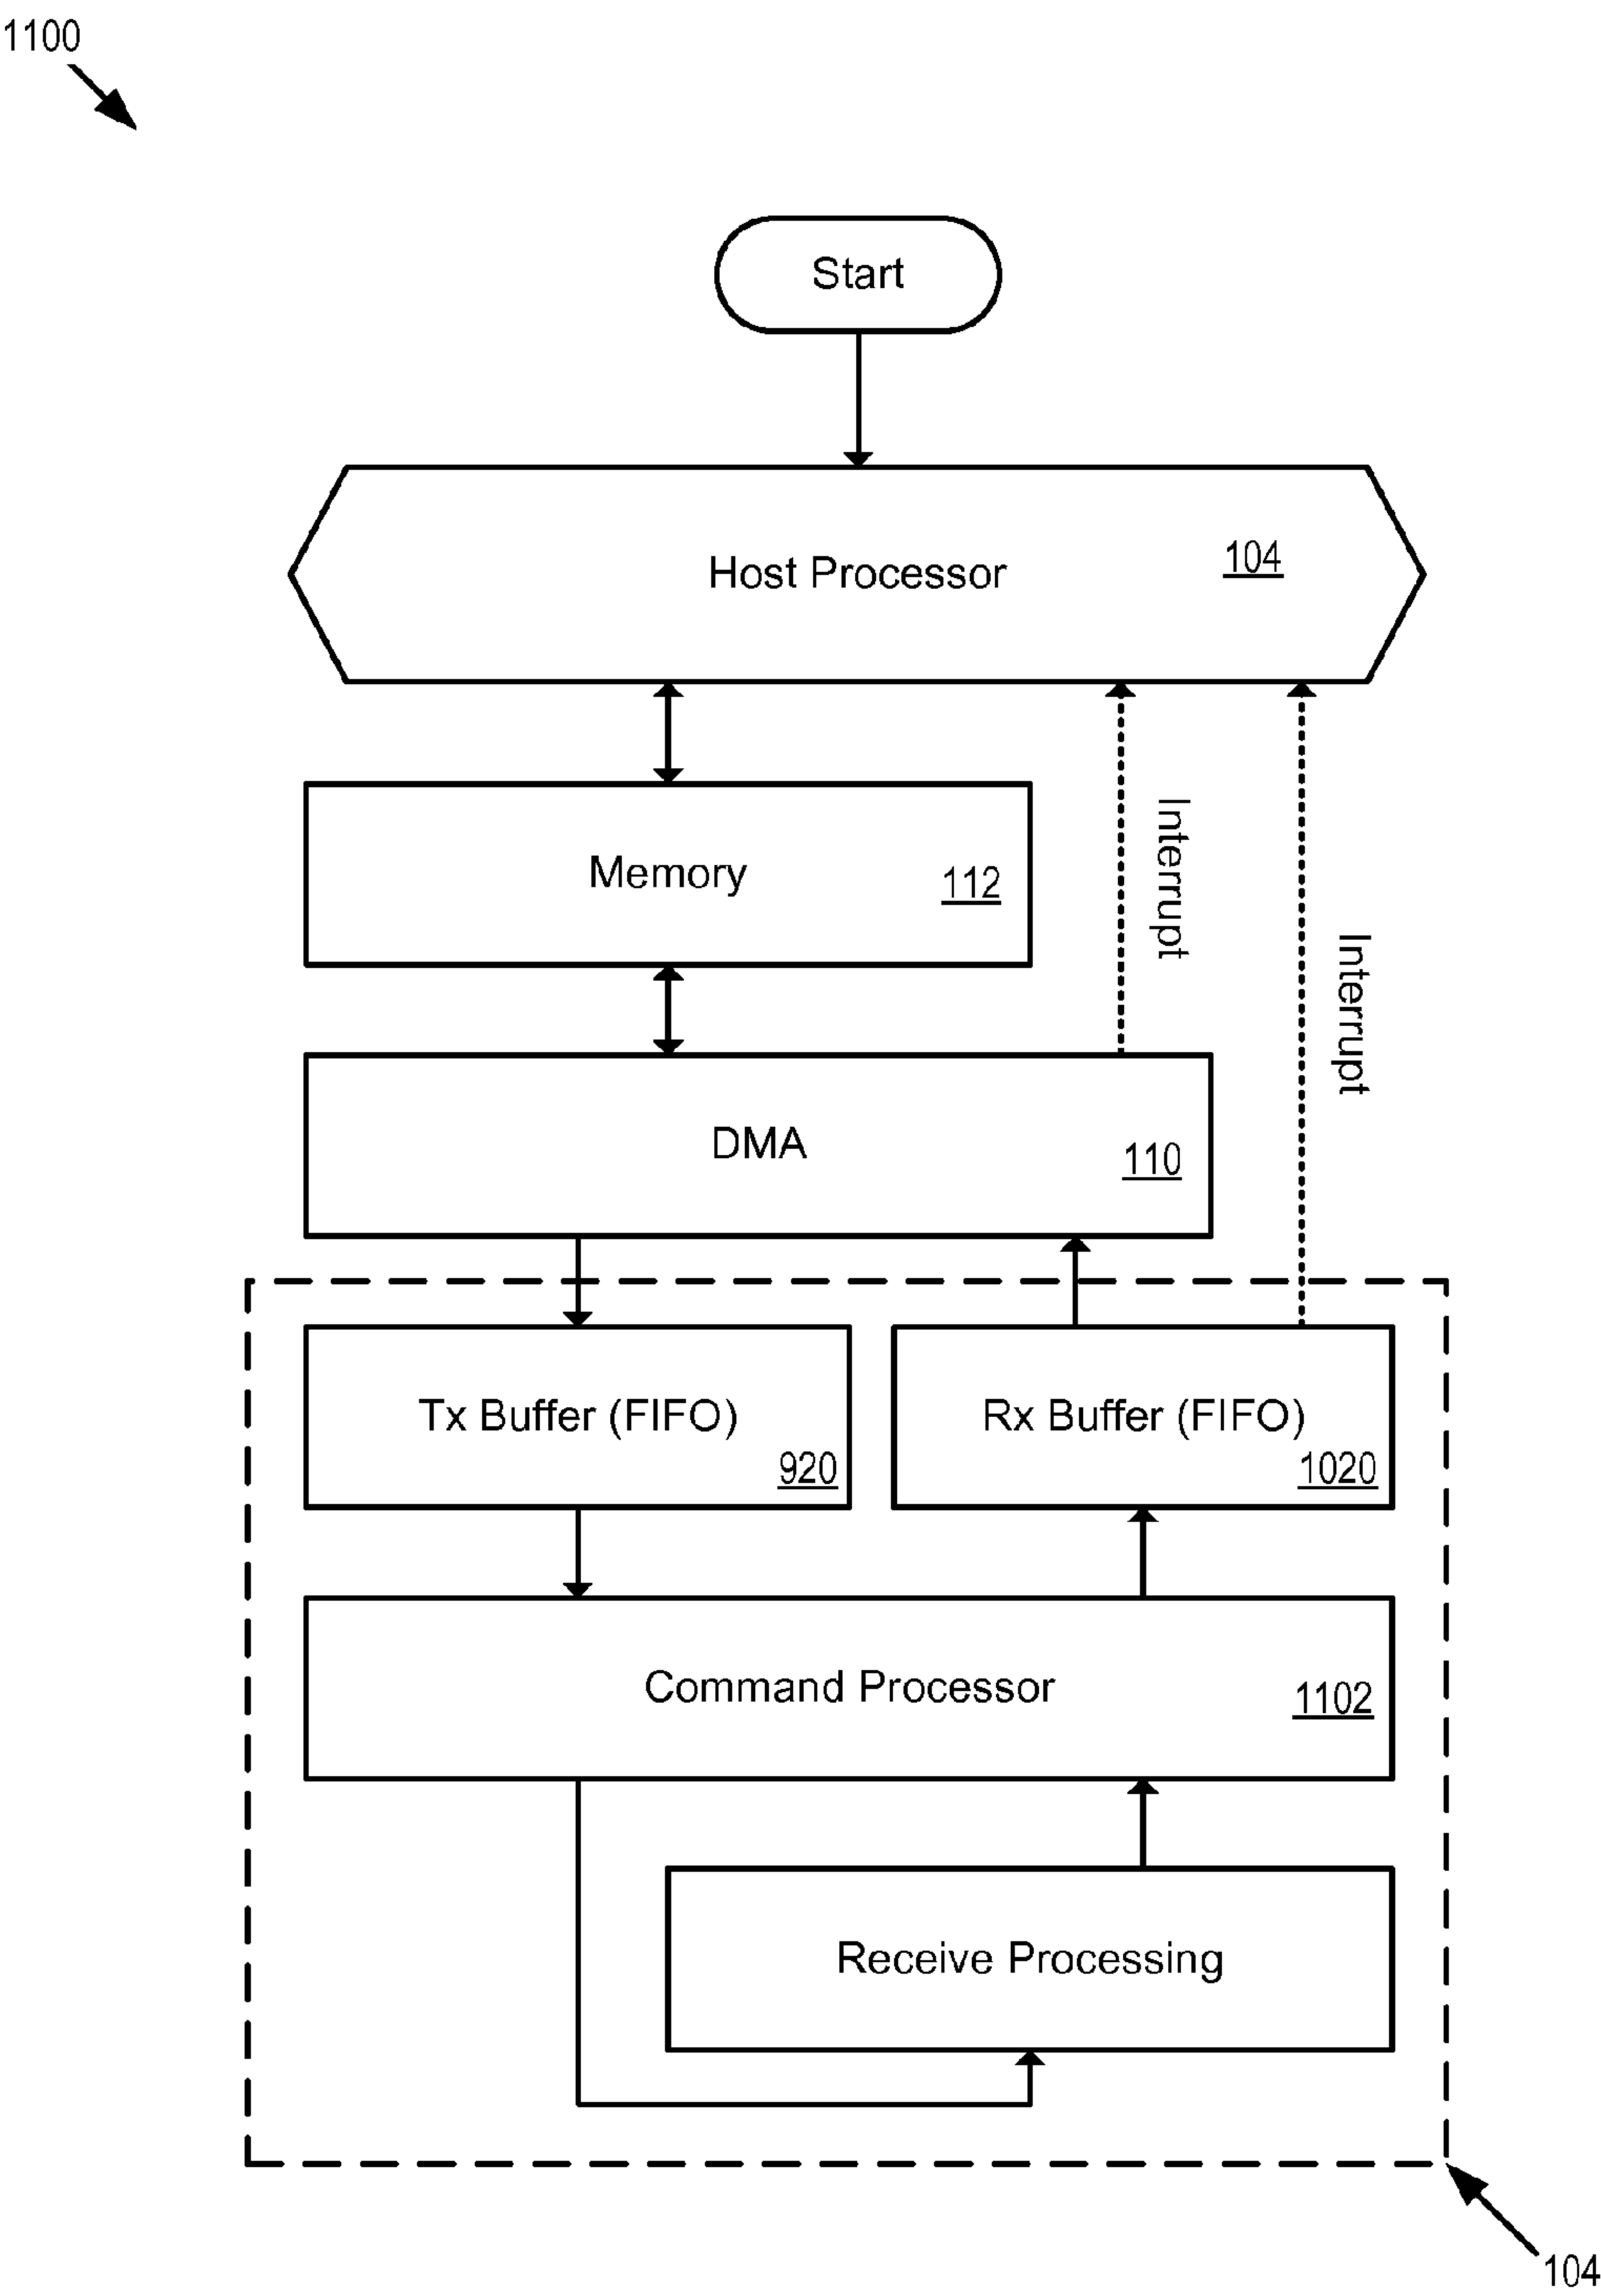 1100
Start
Host Processor
104
Memory
112
Interrupt
Interrupt
DMA
110
Tx Buffer (FIFO)
920
Rx Buffer (FIFO)
1020
Command Processor
1102
Receive Processing
104